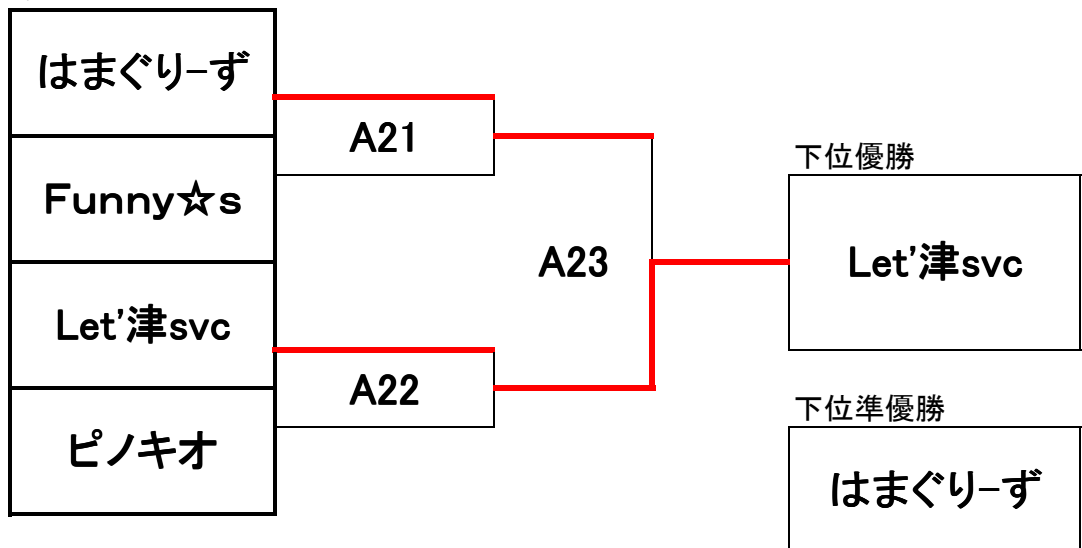 はまぐりｰず
A21
下位優勝
Funny☆s
A23
Let'津svc
Let'津svc
A22
下位準優勝
ピノキオ
はまぐりｰず